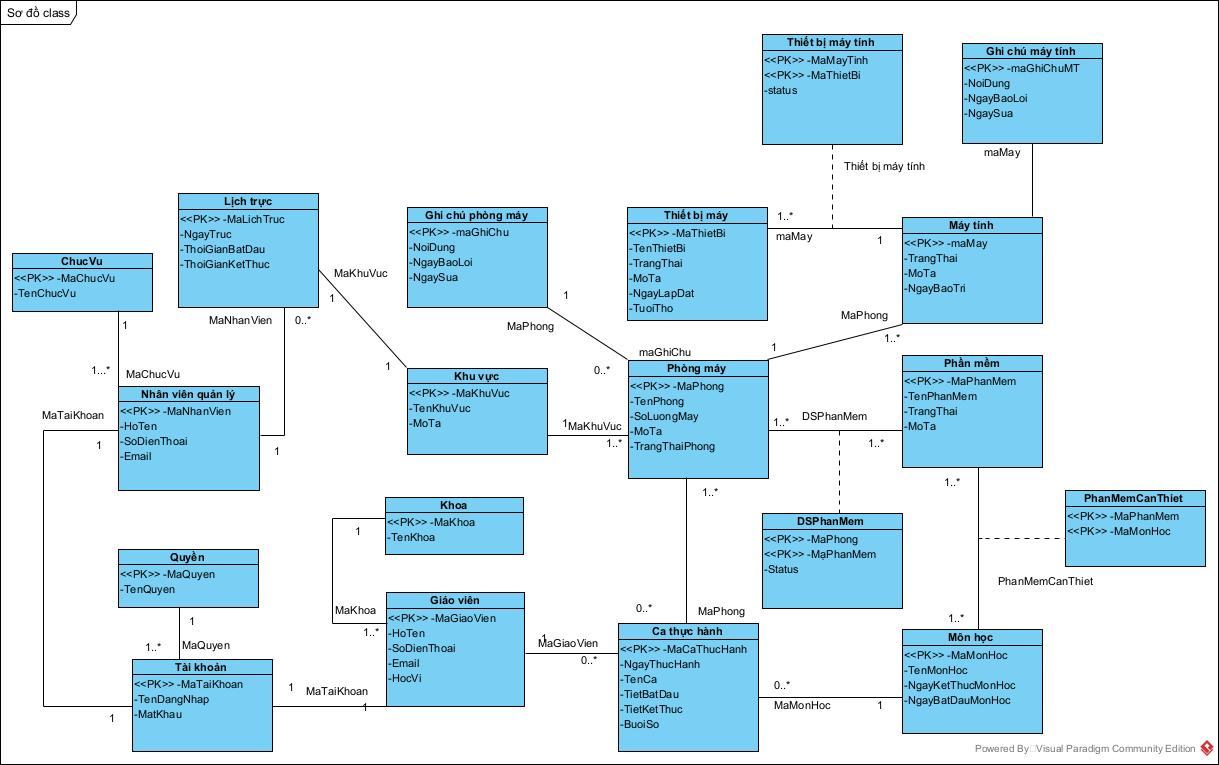 Sơ đồ class
Thiết bị máy tính
<<PK>> -MaMayTinh
<<PK>> -MaThietBi
-status
Ghi chú máy tính
<<PK>> -maGhiChuMT
-NoiDung
-NgayBaoLoi
-NgaySua
maMay
Thiết bị máy tính
Lịch trực
<<PK>> -MaLichTruc
-NgayTruc
-ThoiGianBatDau
-ThoiGianKetThuc
Ghi chú phòng máy
<<PK>> -maGhiChu
-NoiDung
-NgayBaoLoi
-NgaySua
Thiết bị máy
<<PK>> -MaThietBi
-TenThietBi
-TrangThai
-MoTa
-NgayLapDat
-TuoiTho
1..*
maMay
1
Máy tính
<<PK>> -maMay
-TrangThai
-MoTa
-NgayBaoTri
ChucVu
<<PK>> -MaChucVu
-TenChucVu
MaKhuVuc
1
1
MaNhanVien
0..*
1
MaPhong
maGhiChu
0..*
MaPhong
1
1..*
1
1...*
MaChucVu
1
Nhân viên quản lý
<<PK>> -MaNhanVien
-HoTen
-SoDienThoai
-Email
MaTaiKhoan
1
1
Khu vực
<<PK>> -MaKhuVuc
-TenKhuVuc
-MoTa
1
MaKhuVuc
1..*
Phòng máy
<<PK>> -MaPhong
-TenPhong
-SoLuongMay
-MoTa
-TrangThaiPhong
DSPhanMem
1..*
1..*
Phần mềm
<<PK>> -MaPhanMem
-TenPhanMem
-TrangThai
-MoTa
1..*
1..*
PhanMemCanThiet
<<PK>> -MaPhanMem
<<PK>> -MaMonHoc
PhanMemCanThiet
DSPhanMem
<<PK>> -MaPhong
<<PK>> -MaPhanMem
-Status
Khoa
<<PK>> -MaKhoa
-TenKhoa
1
MaKhoa
1..*
Quyền
<<PK>> -MaQuyen
-TenQuyen
1
1..*
MaQuyen
Giáo viên
<<PK>> -MaGiaoVien
-HoTen
-SoDienThoai
-Email
-HocVi
0..*
MaPhong
1
MaGiaoVien
0..*
Ca thực hành
<<PK>> -MaCaThucHanh
-NgayThucHanh
-TenCa
-TietBatDau
-TietKetThuc
-BuoiSo
1..*
Môn học
<<PK>> -MaMonHoc
-TenMonHoc
-NgayKetThucMonHoc
-NgayBatDauMonHoc
0..*
MaMonHoc
1
Tài khoản
<<PK>> -MaTaiKhoan
-TenDangNhap
-MatKhau
1
1
MaTaiKhoan
1
Powered By Visual Paradigm Community Edition